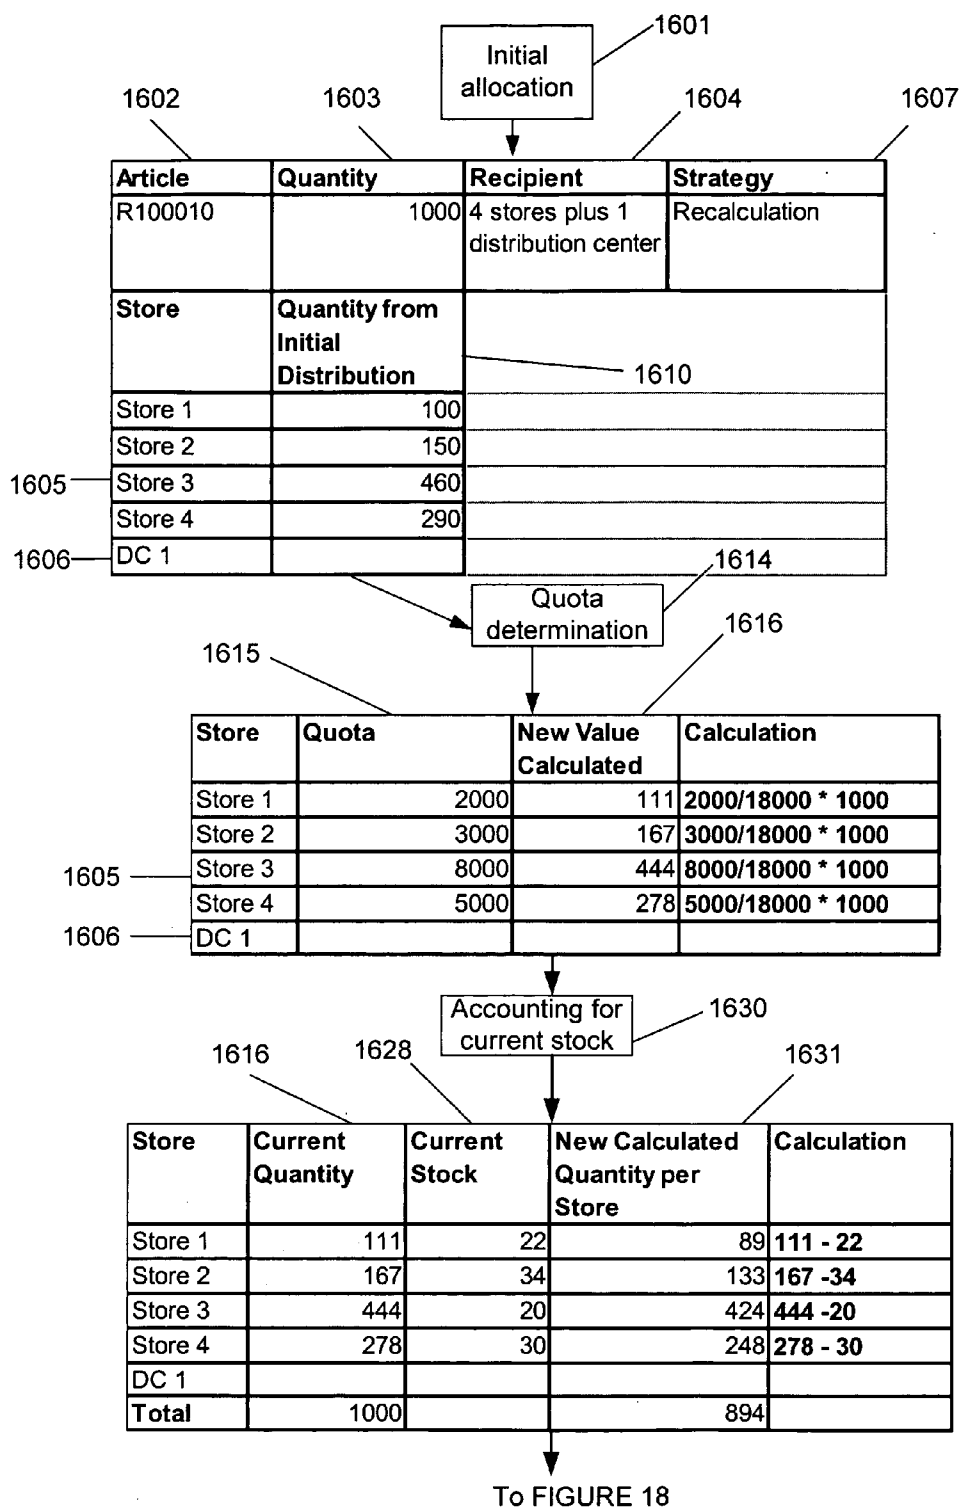 1601
Initial
allocation
1602 1603 1604 1607
Article Quantity Recipient Strategy
R100010 1000 4 stores plus 1 Recalculation
distribution center
Store Quantity from
Initial
Distribution
1610
Store 1 100
Store 2 150
1605 Store 3 460
Store 4 290
1606 DC 1
1614
Quota
determination
1616
1615
Store Quota New Value Calculation
Calculated
Store 1 2000 111 2000/18000 * 1000
Store 2 3000 167 3000/18000 * 1000
1605 Store 3 8000 444 8000/18000 * 1000
Store 4 5000 278 5000/18000 * 1000
1606 DC 1
Accounting for
current stock
1630
1616 1628 1631
Store Current Current New Calculated Calculation
Quantity Stock Quantity per
Store
Store 1 111 22 89 111 - 22
Store 2 167 34 133 167 -34
Store 3 444 20 424 444 -20
Store 4 278 30 248 278 - 30
DC 1
Total 1000 894
To FIGURE 18